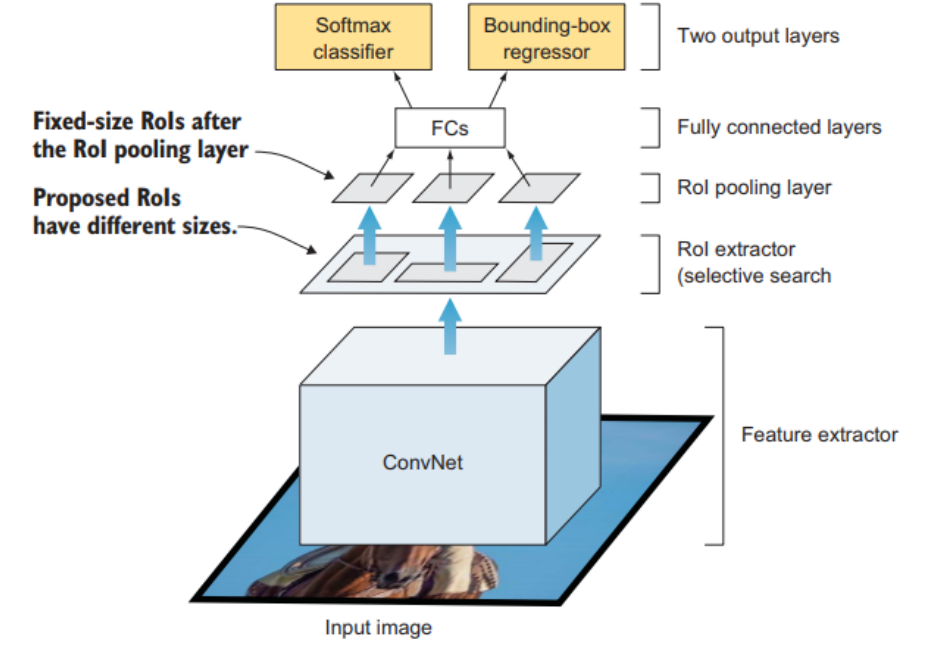 Softmax
classifier
Bounding-box
regressor
Two output layers
Fixed-size RoIs after
the RoI pooling layer
FCs
Fully connected layers
RoI pooling layer
Proposed RoIs
have different sizes.
RoI extractor
(selective search
ConvNet
Feature extractor
Input image